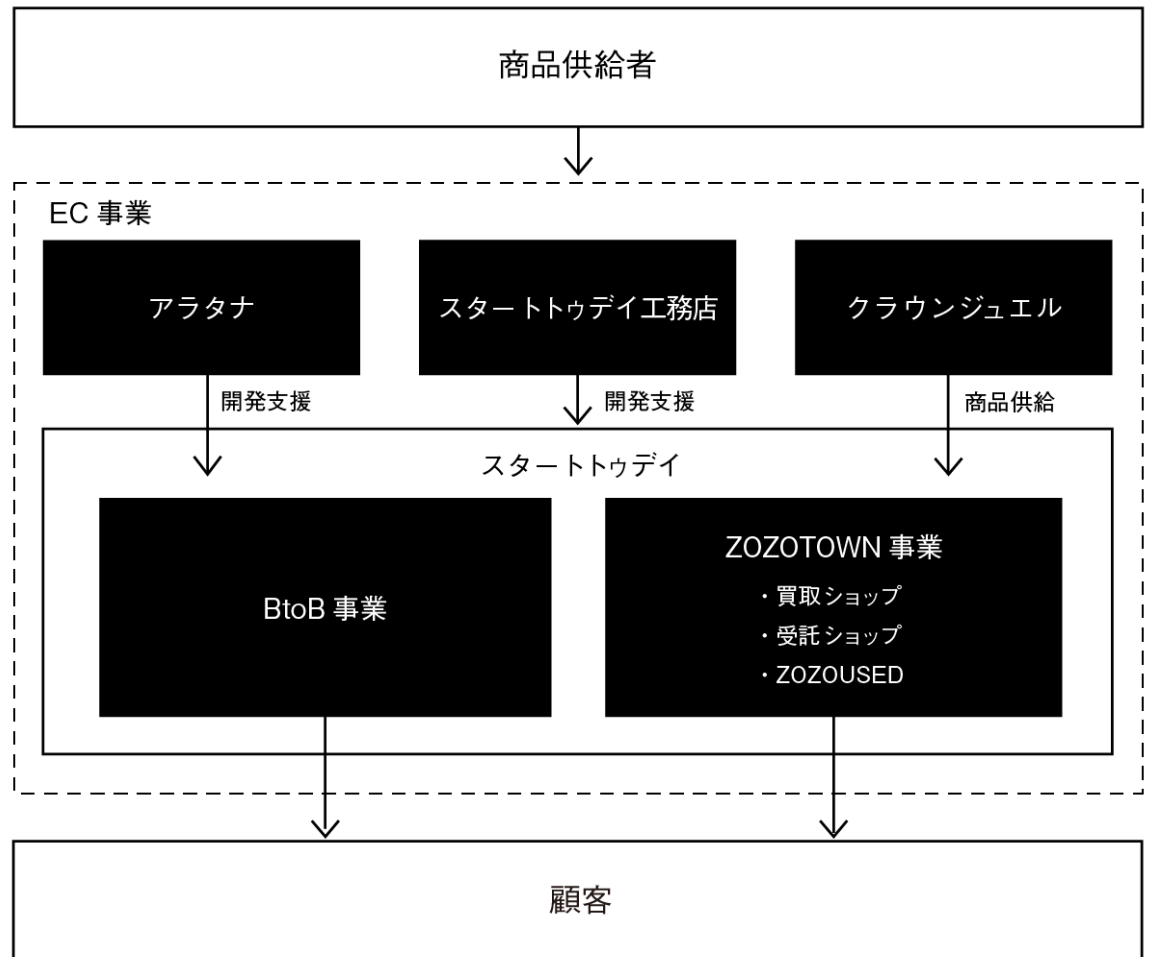 商品供給者
EC 事業
アラタナ
スタートトゥデイ工務店
クラウンジュエル
開発支援
開発支援
商品供給
スタートトゥデイ
BtoB 事業
ZOZOTOWN 事業
・買取ショップ
・受託ショップ
・ZOZOUSED
顧客